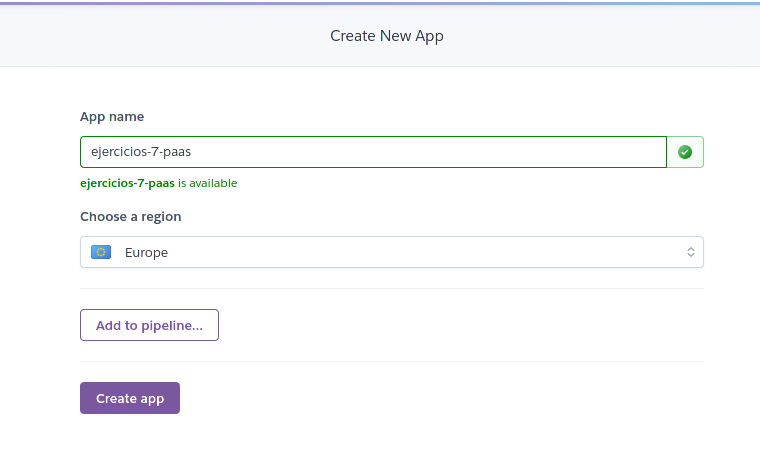 Create New App
App name
ejercicios-7-paas
ejercicios-7-paas is available
Choose a region
Europe
Add to pipeline...
Create app